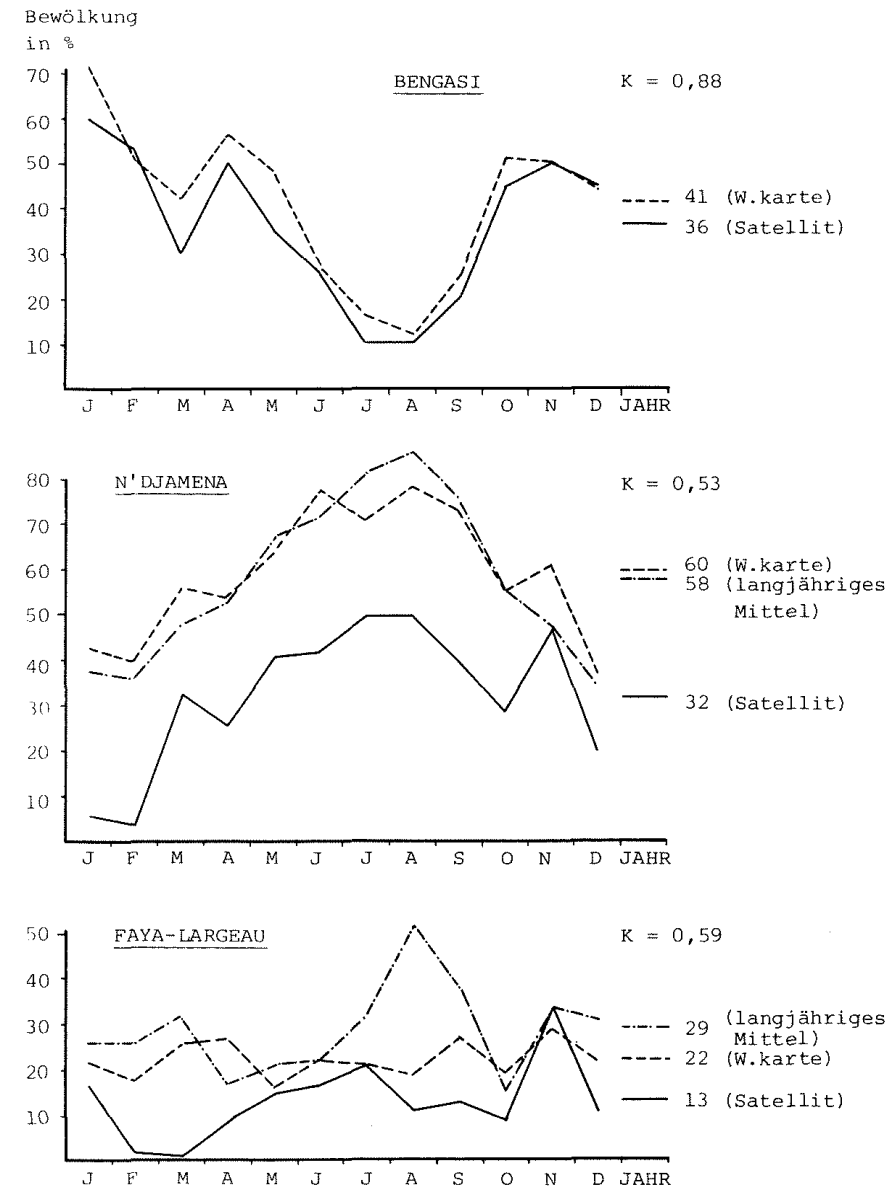 Bewölkung
in %
BENGASI K = 0,88
70
60
50
40
30
20
10
41 (W.karte)
36 (Satellit)
J F M A M J J A S O N D JAHR
N'DJAMENA K = 0,53
80
70
60
50
40
30
20
10
60 (W.karte)
58 (langjähriges
Mittel)
32 (Satellit)
J F M A M J J A S O N D JAHR
FAYA-LARGEAU K = 0,59
50
40
30
20
10
29 (langjähriges
Mittel)
22 (W.karte)
13 (Satellit)
J F M A M J J A S O N D JAHR